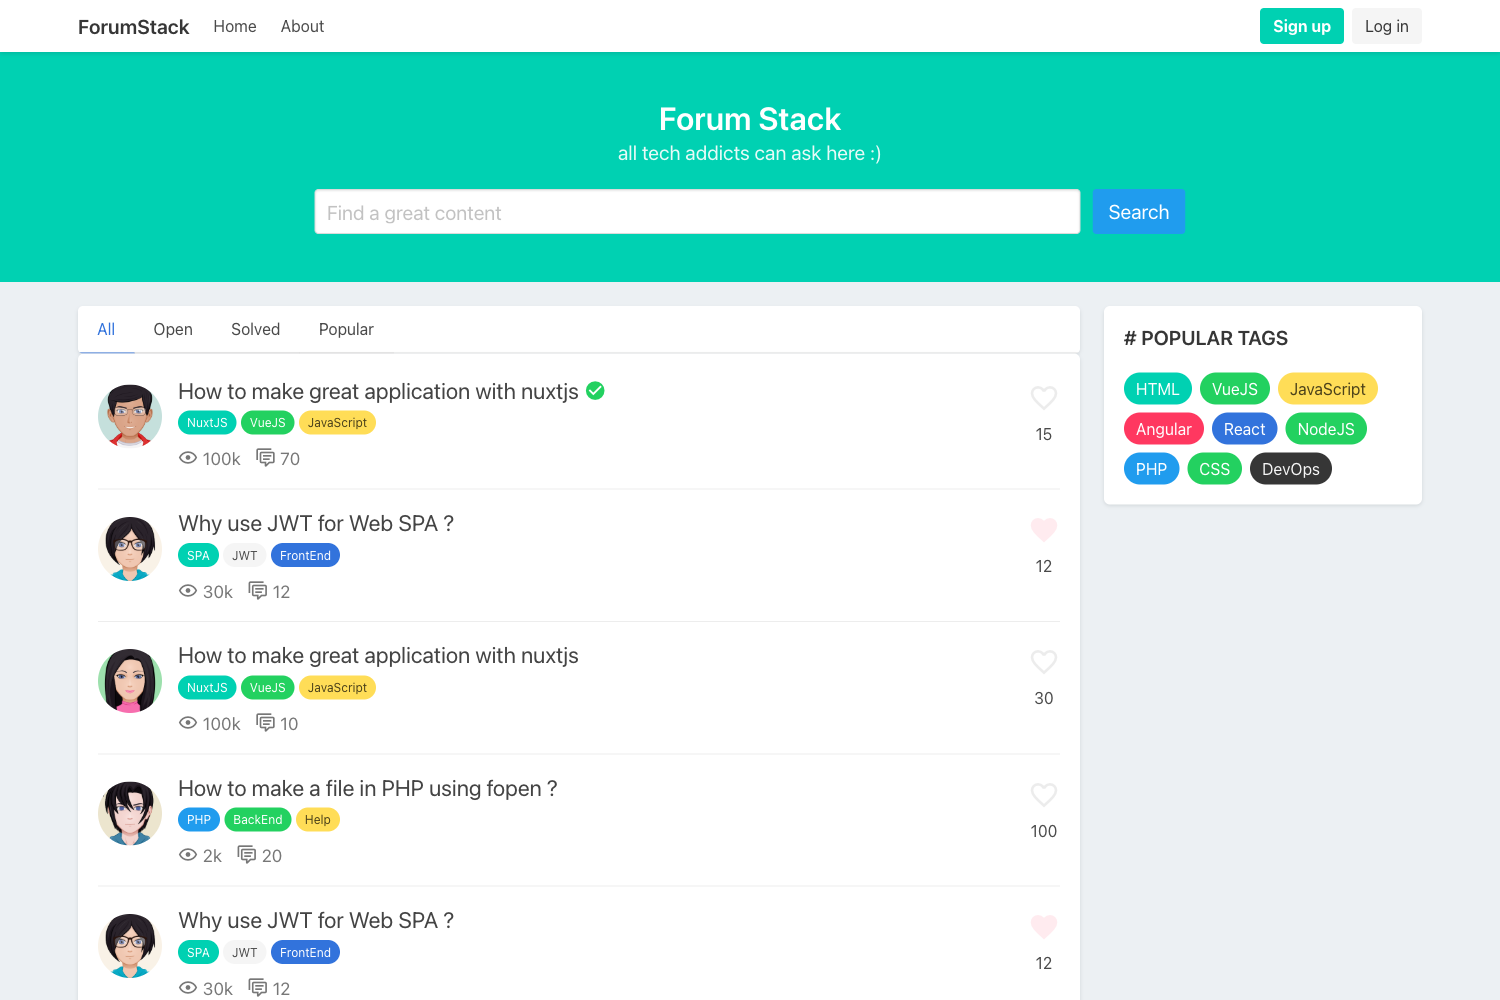 ForumStack Home About Sign up Log in
Forum Stack
all tech addicts can ask here :)
Find a great content Search
All Open Solved Popular
How to make great application with nuxtjs
NuxtJS VueJS JavaScript
15
100k 70
Why use JWT for Web SPA ?
SPA JWT FrontEnd
12
30k 12
How to make great application with nuxtjs
NuxtJS VueJS JavaScript
30
100k 10
How to make a file in PHP using fopen ?
PHP BackEnd Help
100
2k 20
Why use JWT for Web SPA ?
SPA JWT FrontEnd
12
30k 12
# POPULAR TAGS
HTML VueJS JavaScript
Angular React NodeJS
PHP CSS DevOps